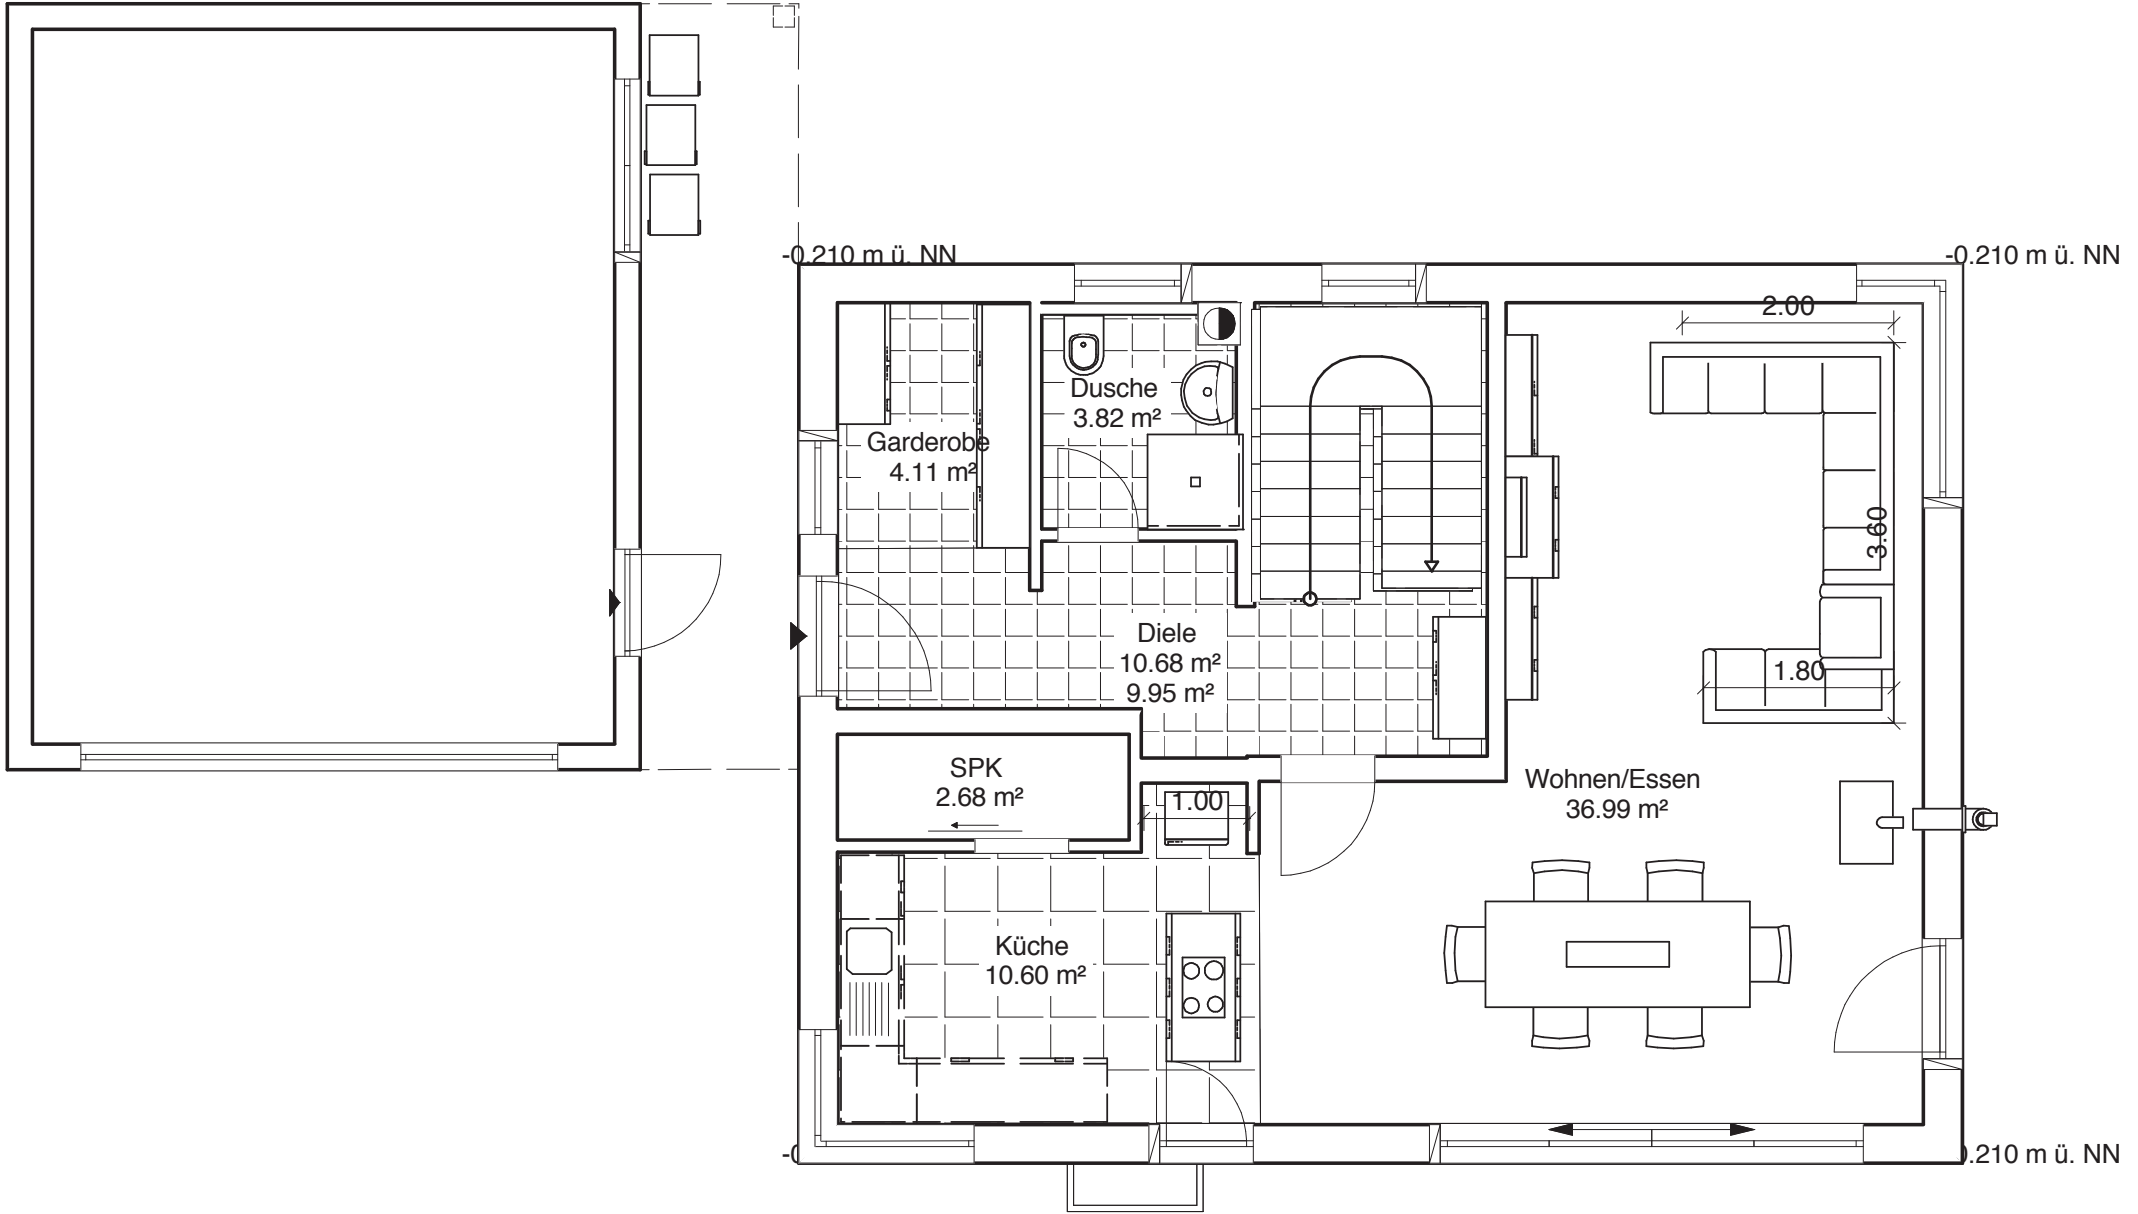 -0.210 m ü. NN
-0.210 m ü. NN
2.00
Dusche
3.82 m²
Garderobe
4.11 m²
3.60
Diele
10.68 m²
9.95 m²
1.80
SPK
2.68 m²
1.00
Wohnen/Essen
36.99 m²
Küche
10.60 m²
-0
0.210 m ü. NN